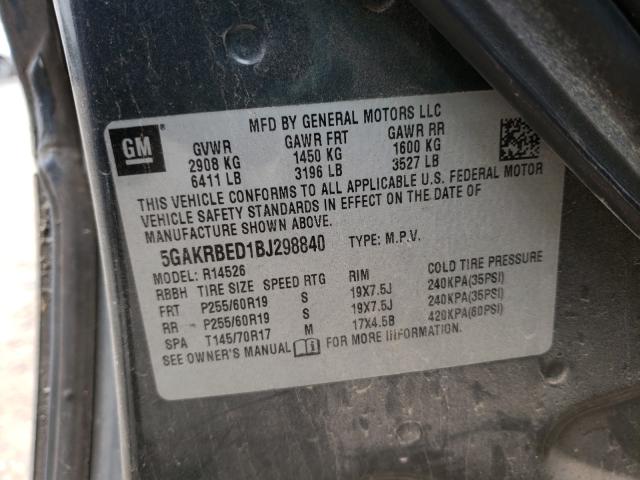 MFD BY GENERAL MOTORS LLC
GM
GVWR GAWR FRT GAWR RR
2908 KG 1450 KG 1600 KG
6411 LB 3196 LB 3527 LB
THIS VEHICLE CONFORMS TO ALL APPLICABLE U.S. FEDERAL MOTOR
VEHICLE SAFETY STANDARDS IN EFFECT ON THE DATE OF
MANUFACTURE SHOWN ABOVE.
5GAKRBED1BJ298840 TYPE: M.P.V.
MODEL: R14526
RBBH TIRE SIZE SPEED RTG RIM COLD TIRE PRESSURE
FRT P255/60R19 S 19X7.5J 240KPA(35PSI)
RR P255/60R19 S 19X7.5J 240KPA(35PSI)
SPA T145/70R17 M 17X4.5B 420KPA(60PSI)
SEE OWNER'S MANUAL FOR MORE INFORMATION.